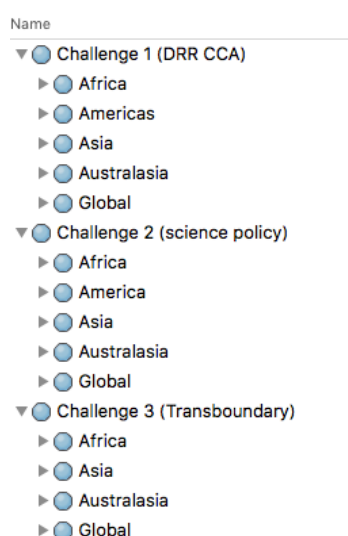 Name
Challenge 1 (DRR CCA)
Africa
Americas
Asia
Australasia
Global
Challenge 2 (science policy)
Africa
America
Asia
Australasia
Global
Challenge 3 (Transboundary)
Africa
Asia
Australasia
Global